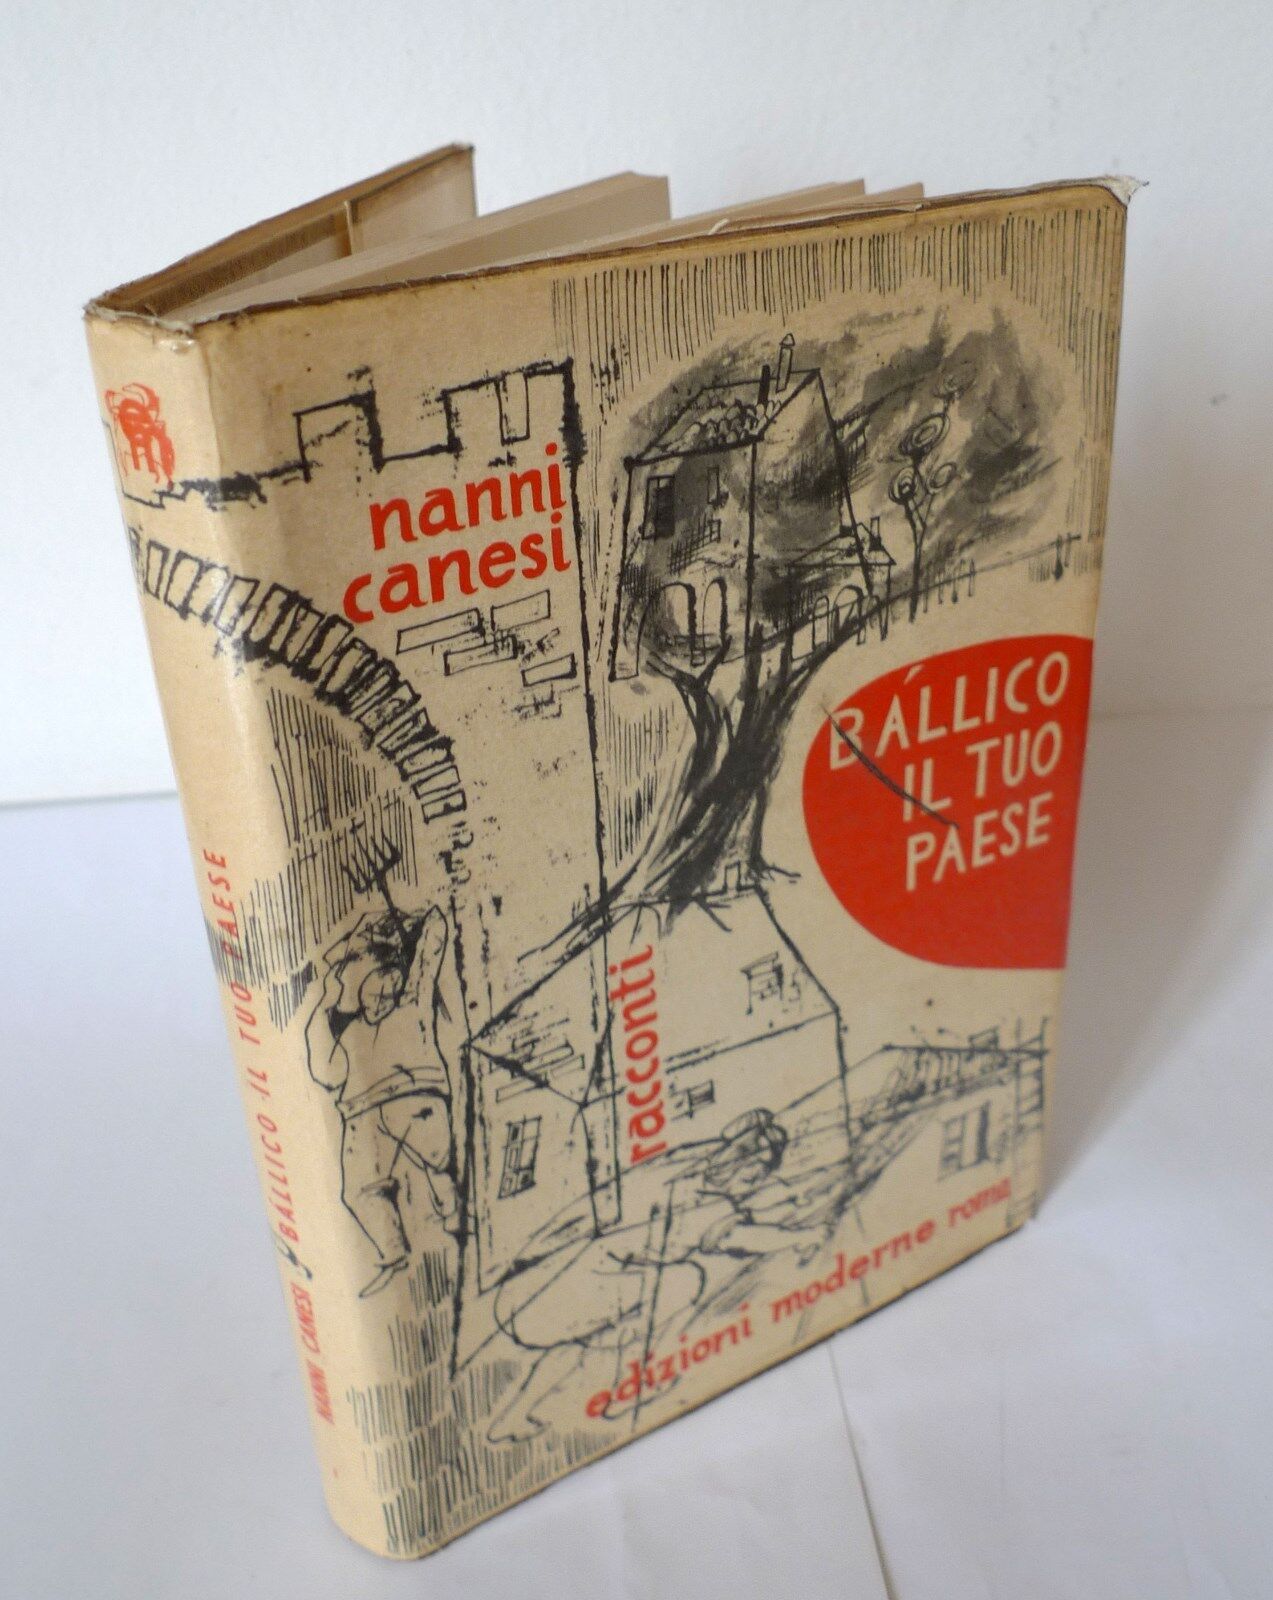 nanni
canesi
BÁLLICO
IL TUO
PAESE
racconti
edizioni moderne roma
NANNI CANESI BÁLLICO IL TUO PAESE